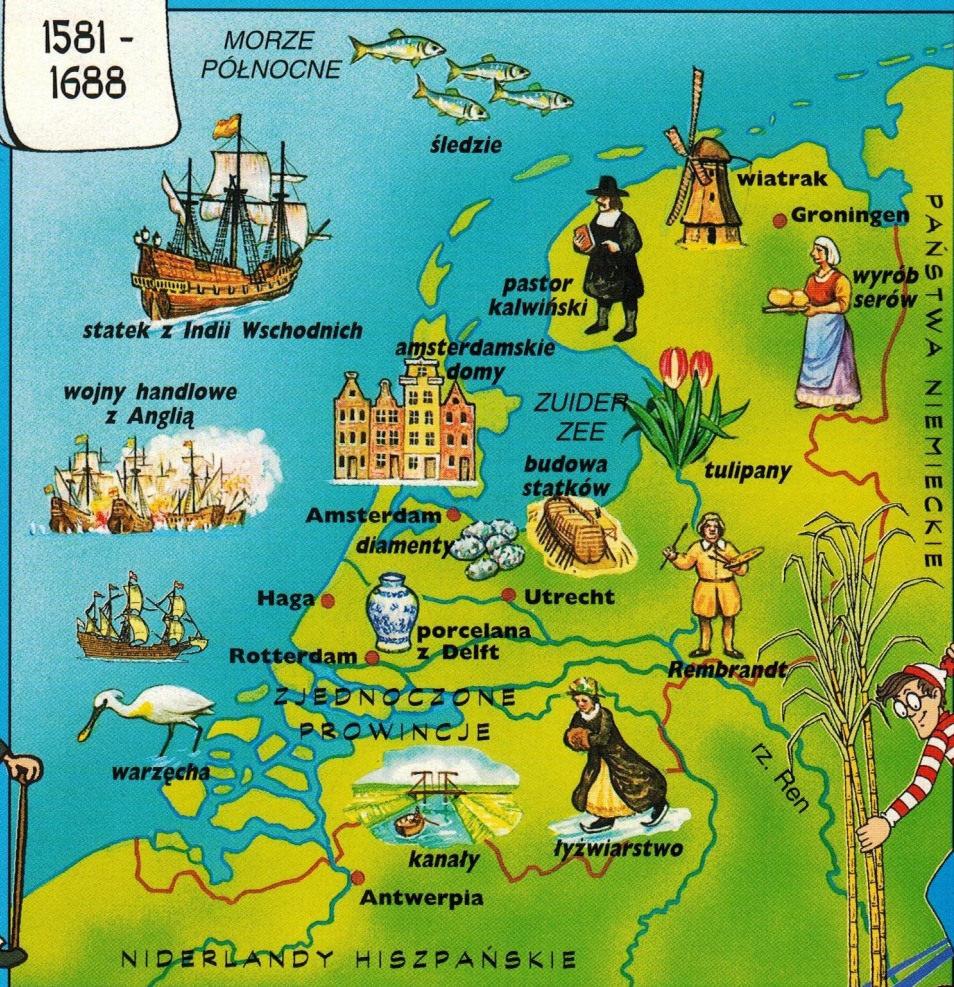 1581 -
1688
MORZE
PÓŁNOCNE
śledzie
wiatrak
Groningen
pastor
kalwiński
wyrób
serów
statek z Indii Wschodnich
amsterdamskie
domy
wojny handlowe
z Anglią
ZUIDER
ZEE
tulipany
budowa
statków
Amsterdam
diamenty
Haga
Utrecht
porcelana
z Delft
Rotterdam
Rembrandt
ZJEDNOCZONE
PROWINCJE
warzęcha
rz. Ren
kanały
łyżwiarstwo
Antwerpia
NIDERLANDY HISZPAŃSKIE
PAŃSTWA NIEMIECKIE